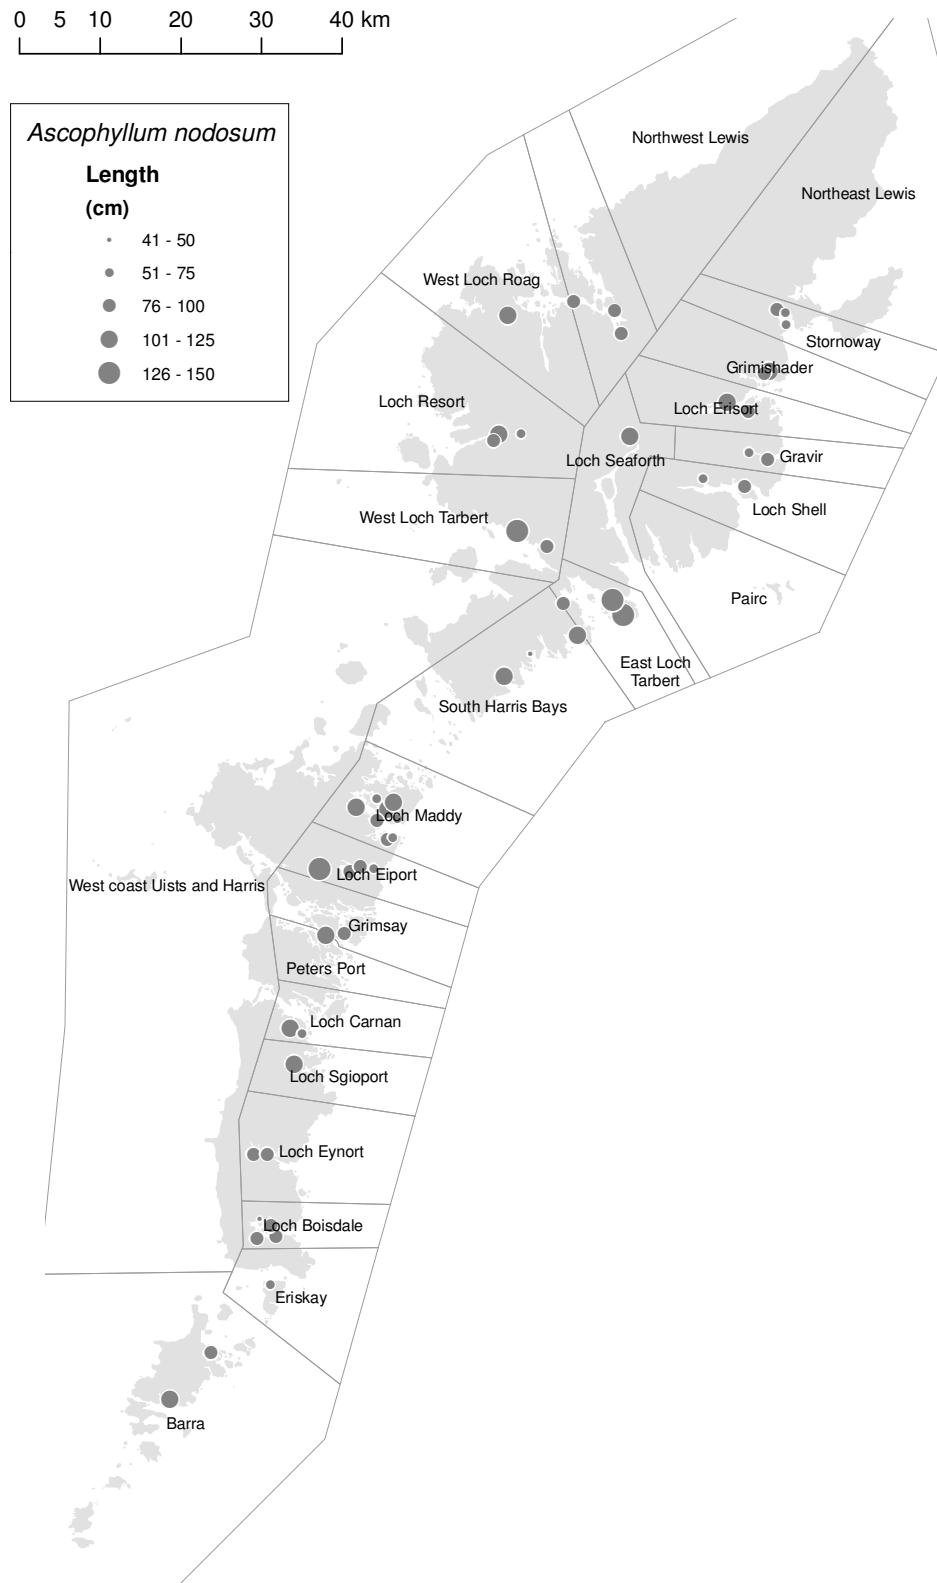 0 5 10 20 30 40 km
Ascophyllum nodosum
Length
(cm)
41 - 50
51 - 75
76 - 100
101 - 125
126 - 150
Northwest Lewis
Northeast Lewis
West Loch Roag
Stornoway
Grimishader
Loch Resort
Loch Erisort
Loch Seaforth
Gravir
Loch Shell
West Loch Tarbert
Pairc
East Loch
Tarbert
South Harris Bays
Loch Maddy
Loch Eiport
West coast Uists and Harris
Grimsay
Peters Port
Loch Carnan
Loch Sgioport
Loch Eynort
Loch Boisdale
Eriskay
Barra